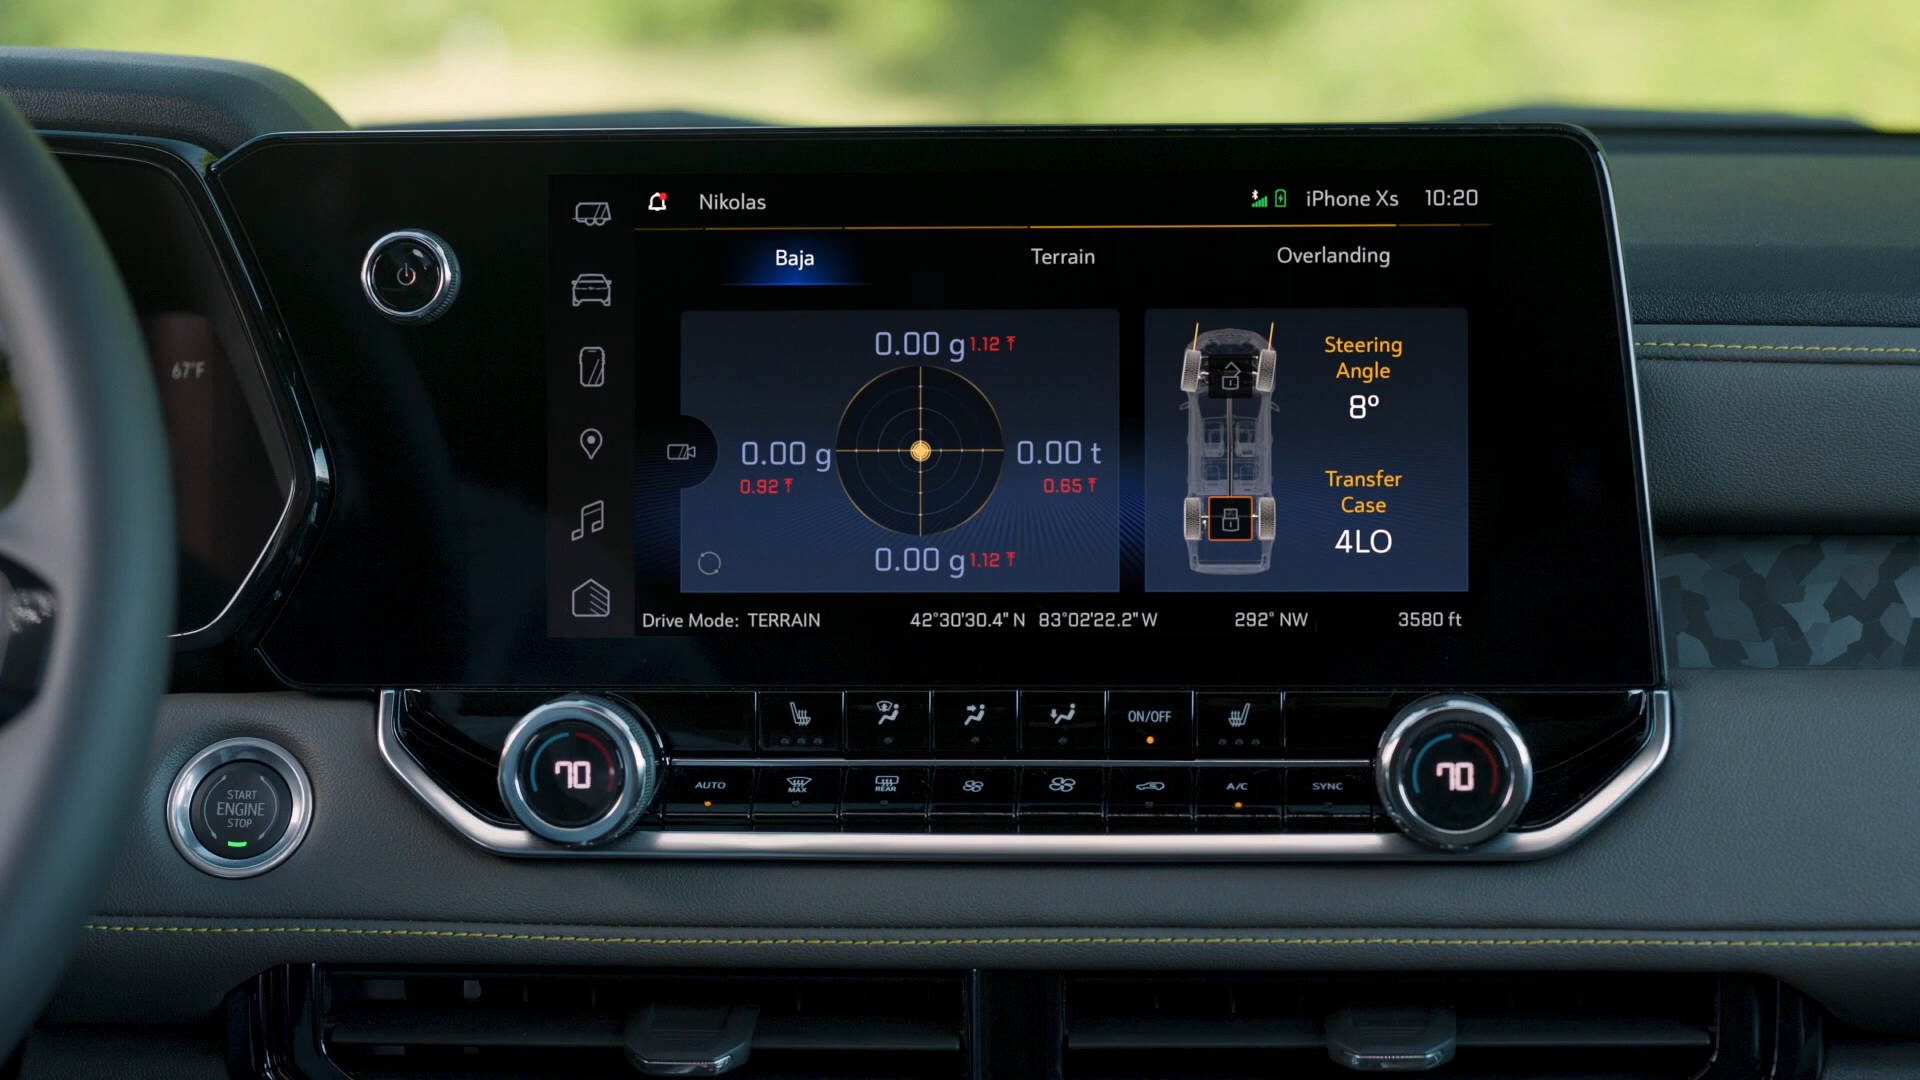 Nikolas
iPhone Xs 10:20
Baja Terrain Overlanding
0.00 g 1.12
0.00 g
0.92
0.00 t
0.65
0.00 g 1.12
Steering
Angle
8°
Transfer
Case
4LO
Drive Mode: TERRAIN 42°30'30.4" N 83°02'22.2" W 292° NW 3580 ft
67°F
ON/OFF
70
AUTO MAX REAR A/C SYNC
70
START
ENGINE
STOP